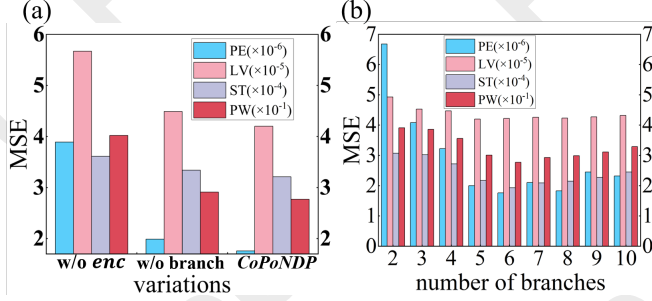 (a)
6
5
4
3
2
MSE
PE(×10⁻⁶)
LV(×10⁻⁵)
ST(×10⁻⁴)
PW(×10⁻¹)
6
5
4
3
2
w/o enc w/o branch CoPoNDP
variations
(b)
7
6
5
4
3
2
1
0
MSE
PE(×10⁻⁶)
LV(×10⁻⁵)
ST(×10⁻⁴)
PW(×10⁻¹)
7
6
5
4
3
2
1
0
2 3 4 5 6 7 8 9 10
number of branches